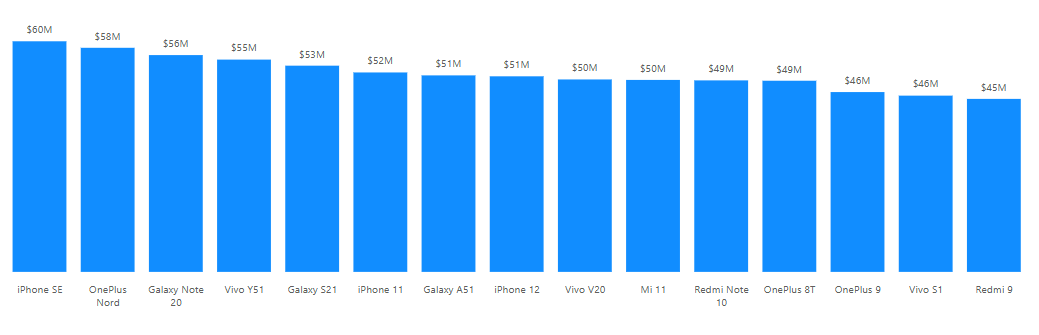 $60M
$58M
$56M
$55M
$53M
$52M
$51M
$51M
$50M
$50M
$49M
$49M
$46M
$46M
$45M
iPhone SE
OnePlus
Nord
Galaxy Note
20
Vivo Y51
Galaxy S21
iPhone 11
Galaxy A51
iPhone 12
Vivo V20
Mi 11
Redmi Note
10
OnePlus 8T
OnePlus 9
Vivo S1
Redmi 9